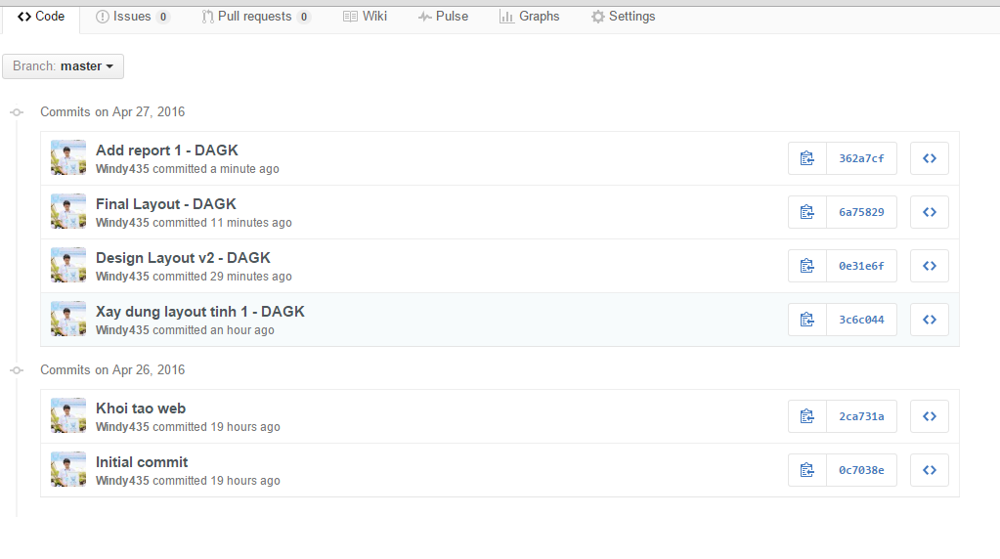 Code Issues 0 Pull requests 0 Wiki Pulse Graphs Settings
Branch: master
Commits on Apr 27, 2016
Add report 1 - DAGK
Windy435 committed a minute ago
362a7cf
Final Layout - DAGK
Windy435 committed 11 minutes ago
6a75829
Design Layout v2 - DAGK
Windy435 committed 29 minutes ago
0e31e6f
Xay dung layout tinh 1 - DAGK
Windy435 committed an hour ago
3c6c044
Commits on Apr 26, 2016
Khoi tao web
Windy435 committed 19 hours ago
2ca731a
Initial commit
Windy435 committed 19 hours ago
0c7038e